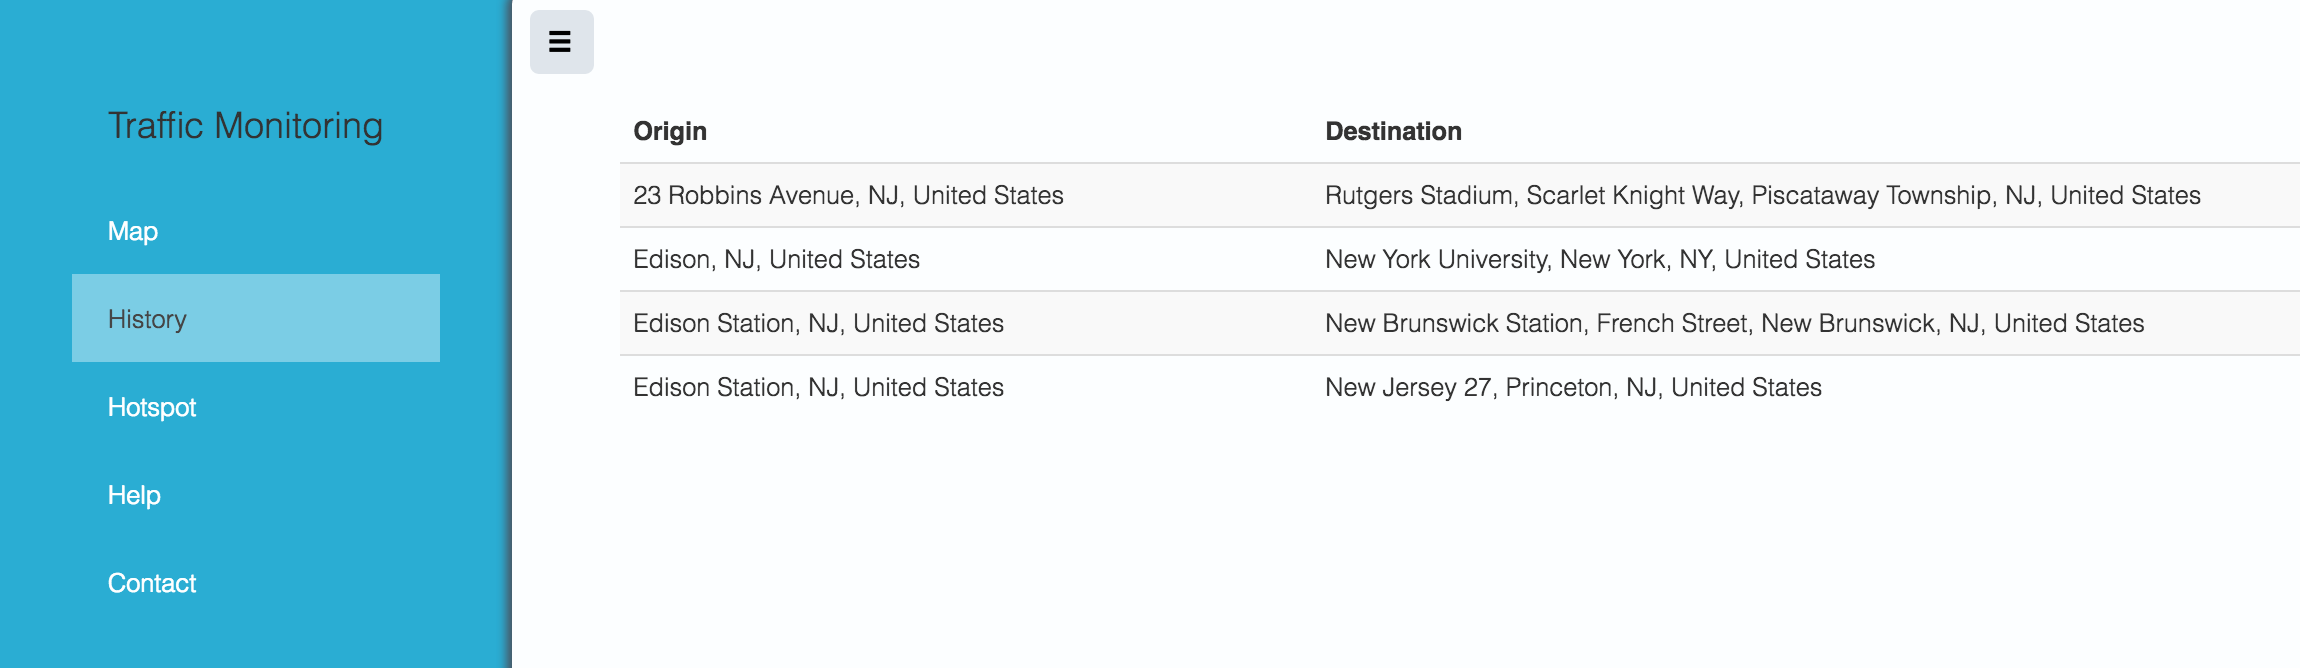 Traffic Monitoring
Map
History
Hotspot
Help
Contact
Origin Destination
23 Robbins Avenue, NJ, United States Rutgers Stadium, Scarlet Knight Way, Piscataway Township, NJ, United States
Edison, NJ, United States New York University, New York, NY, United States
Edison Station, NJ, United States New Brunswick Station, French Street, New Brunswick, NJ, United States
Edison Station, NJ, United States New Jersey 27, Princeton, NJ, United States